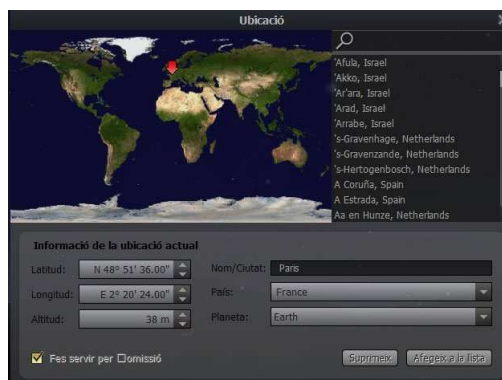 Ubicació
'Afula, Israel
'Akko, Israel
'Ar'ara, Israel
'Arad, Israel
'Arrabe, Israel
's-Gravenhage, Netherlands
's-Gravenzande, Netherlands
's-Hertogenbosch, Netherlands
A Coruña, Spain
A Estrada, Spain
Aa en Hunze, Netherlands
Informació de la ubicació actual
Latitud: N 48° 51' 36.00" Nom/Ciutat: Paris
Longitud: E 2° 20' 24.00" País: France
Altitud: 38 m Planeta: Earth
Fes servir per □omissió Suprimeix Afegeix a la llista